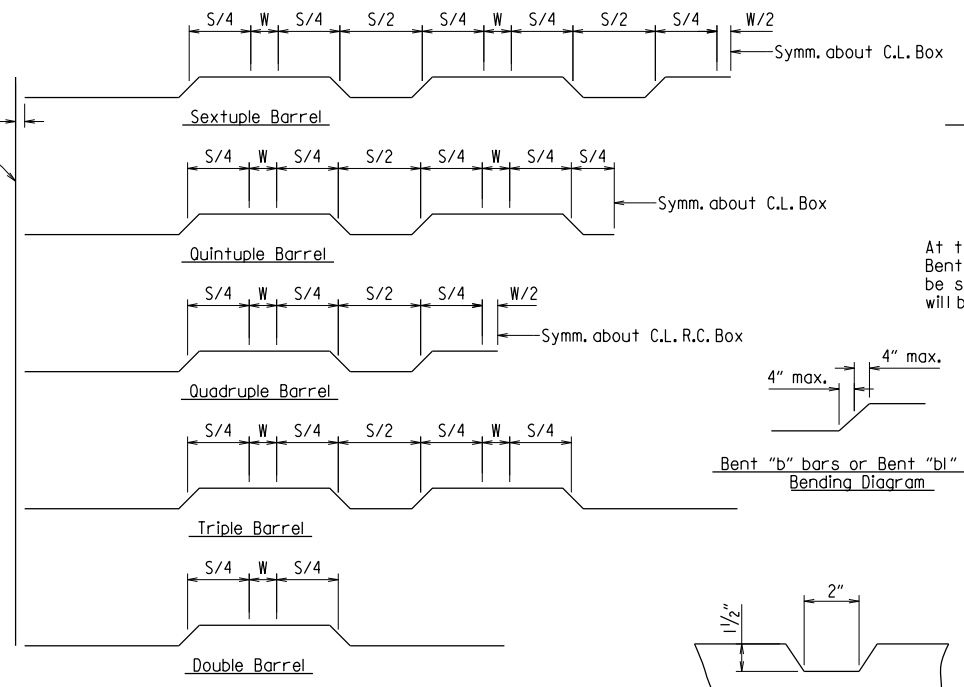 S/4 W S/4 S/2 S/4 W S/4 S/2 S/4 W/2
Symm. about C.L. Box
Sextuple Barrel
S/4 W S/4 S/2 S/4 W S/4 S/4
Symm. about C.L. Box
Quintuple Barrel
At t
Bent
be s
will b
S/4 W S/4 S/2 S/4 W/2
Symm. about C.L. R.C. Box
Quadruple Barrel
4" max.
4" max.
Bent "b" bars or Bent "bl"
Bending Diagram
S/4 W S/4 S/2 S/4 W S/4
Triple Barrel
S/4 W S/4
Double Barrel
2"
1½"